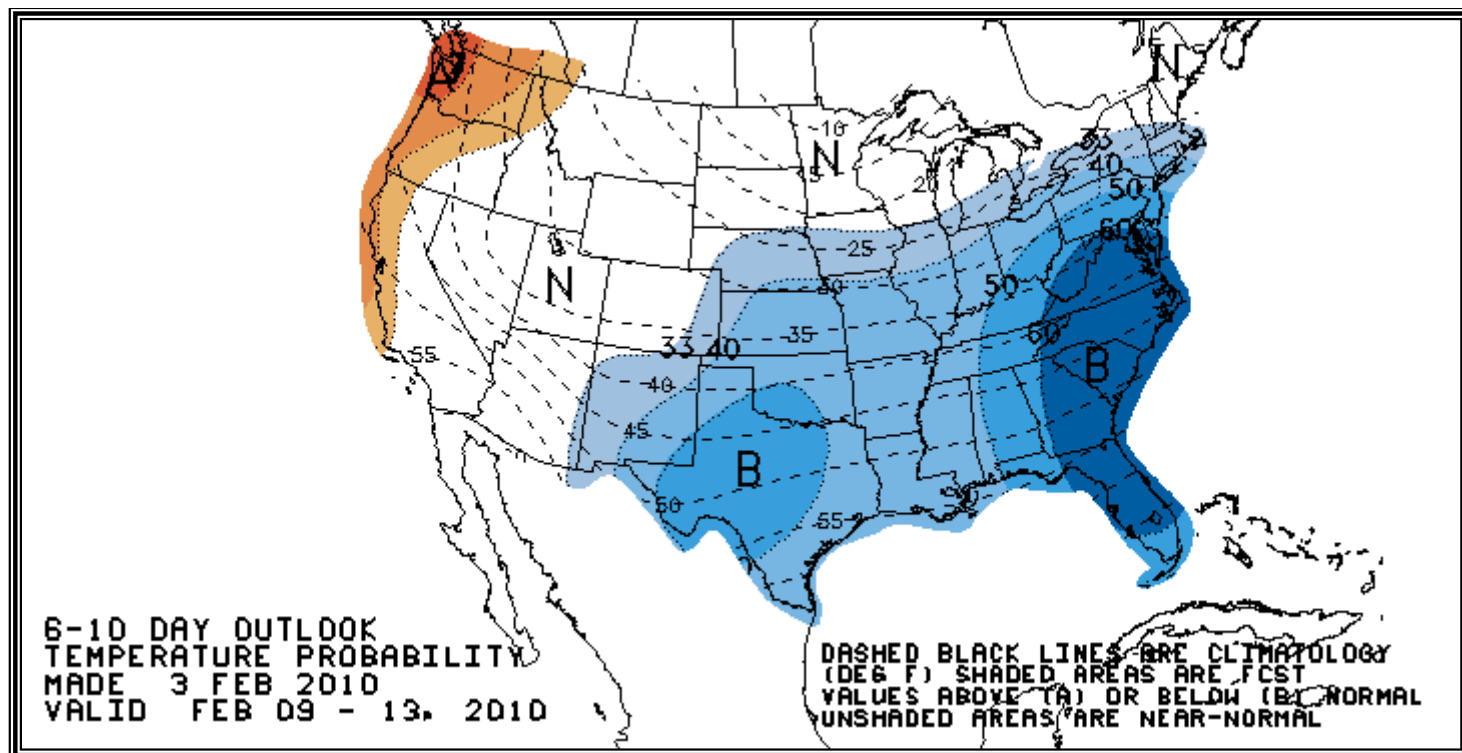 A
N
-10
N
-5
20
33
40
50
60
25
N
30
50
35
60
33 40
55
B
40
45
B
50
50
55
6-10 DAY OUTLOOK
TEMPERATURE PROBABILITY
MADE 3 FEB 2010
VALID FEB 09 - 13, 2010
DASHED BLACK LINES ARE CLIMATOLOGY
(DEG F) SHADED AREAS ARE FCST
VALUES ABOVE (A) OR BELOW (B) NORMAL
UNSHADED AREAS ARE NEAR-NORMAL